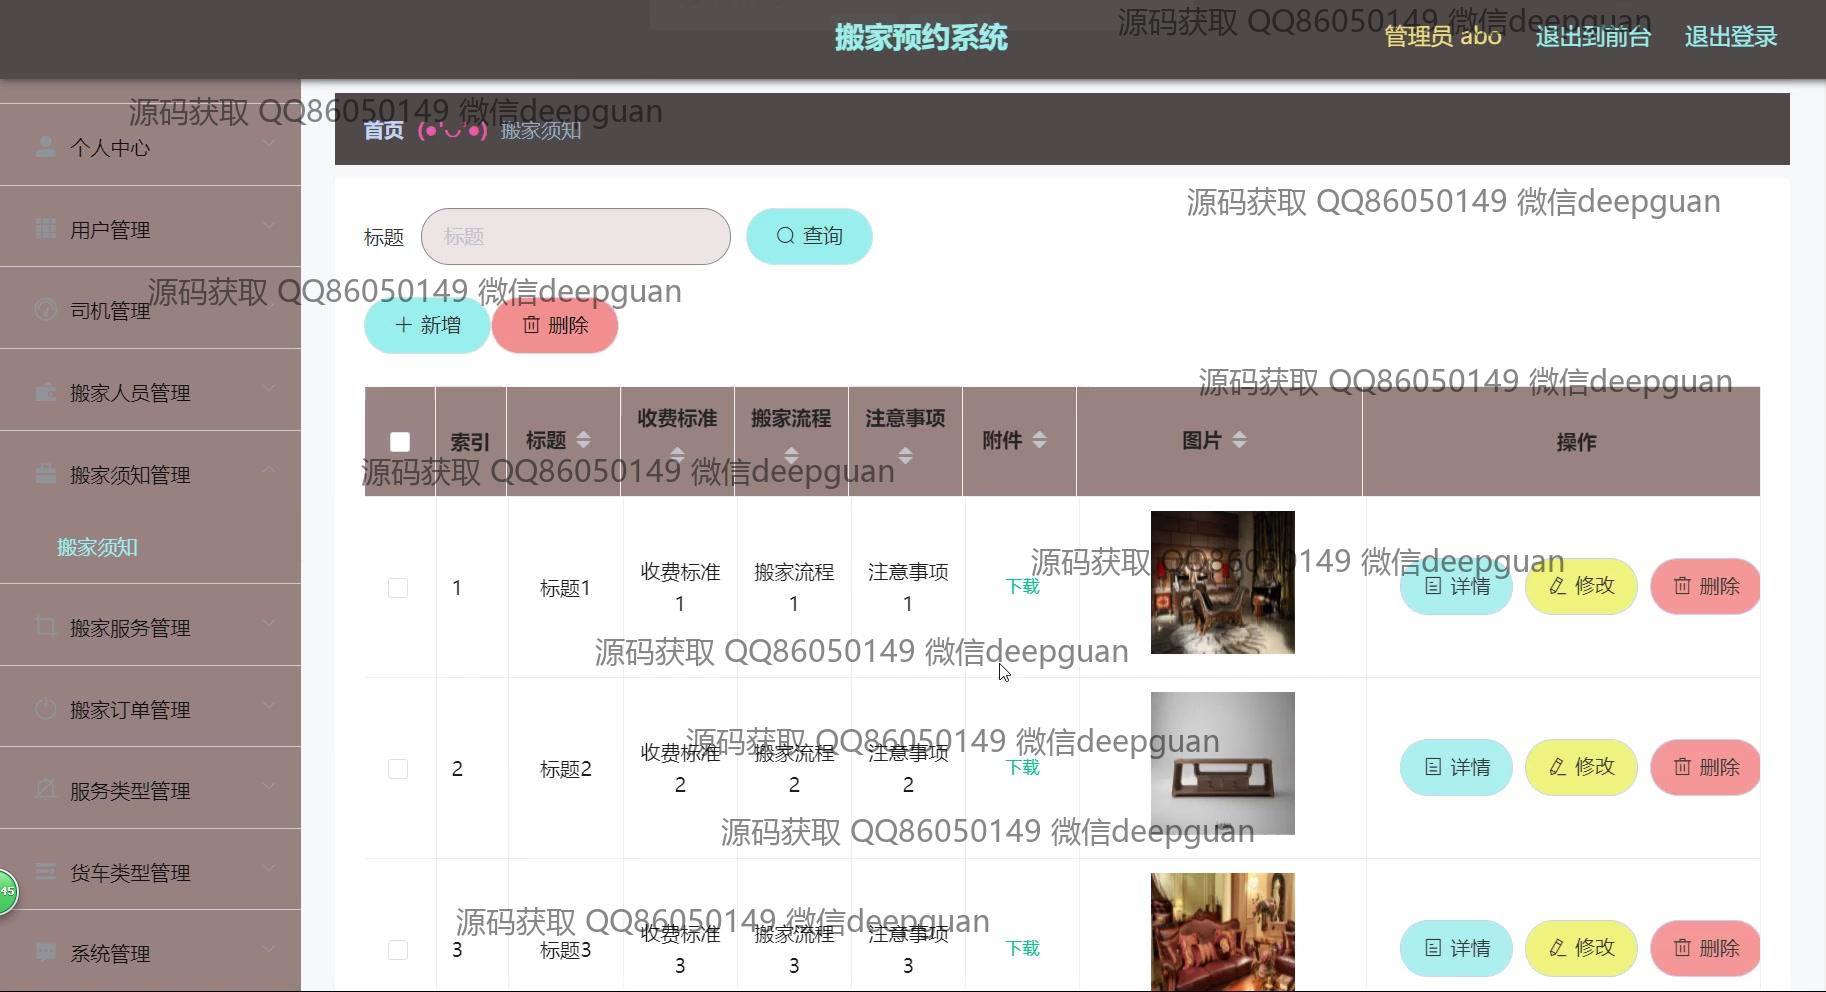 搬家预约系统
管理员 abo
退出到前台
退出登录
源码获取 QQ86050149 微信deepguan
源码获取 QQ86050149 微信deepguan
首页 (●'◡'●) 搬家须知
个人中心
用户管理
司机管理
搬家人员管理
搬家须知管理
搬家须知
搬家服务管理
搬家订单管理
服务类型管理
货车类型管理
系统管理
45
源码获取 QQ86050149 微信deepguan
标题 标题 查询
源码获取 QQ86050149 微信deepguan
新增 删除
源码获取 QQ86050149 微信deepguan
索引 标题 收费标准 搬家流程 注意事项 附件 图片 操作
源码获取 QQ86050149 微信deepguan
源码获取 QQ86050149 微信deepguan
1 标题1 收费标准1 搬家流程1 注意事项1 下载 详情 修改 删除
源码获取 QQ86050149 微信deepguan
源码获取 QQ86050149 微信deepguan
2 标题2 收费标准2 搬家流程2 注意事项2 下载 详情 修改 删除
源码获取 QQ86050149 微信deepguan
源码获取 QQ86050149 微信deepguan
3 标题3 收费标准3 搬家流程3 注意事项3 下载 详情 修改 删除